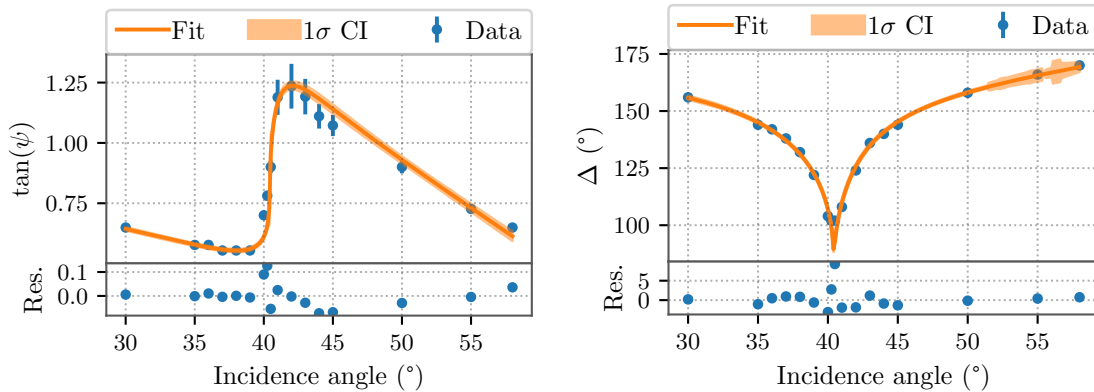 Fit 1σ CI Data
1.25
1.00
0.75
tan(ψ)
0.1
0.0
Res.
30 35 40 45 50 55
Incidence angle (°)
Fit 1σ CI Data
175
150
125
100
Δ (°)
5
0
Res.
30 35 40 45 50 55
Incidence angle (°)